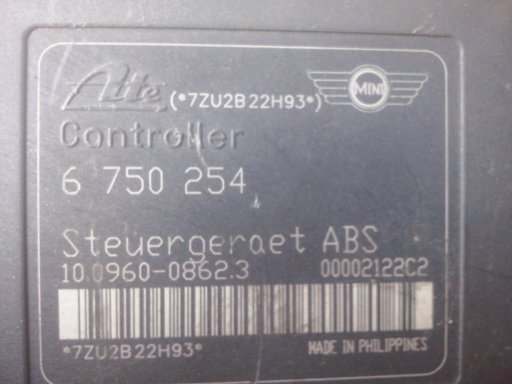 Ate (*7ZU2B22H93*) MINI
Controller
6 750 254
Steuergeraet ABS
10.0960-0862.3 00002122C2
*7ZU2B22H93* MADE IN PHILIPPINES